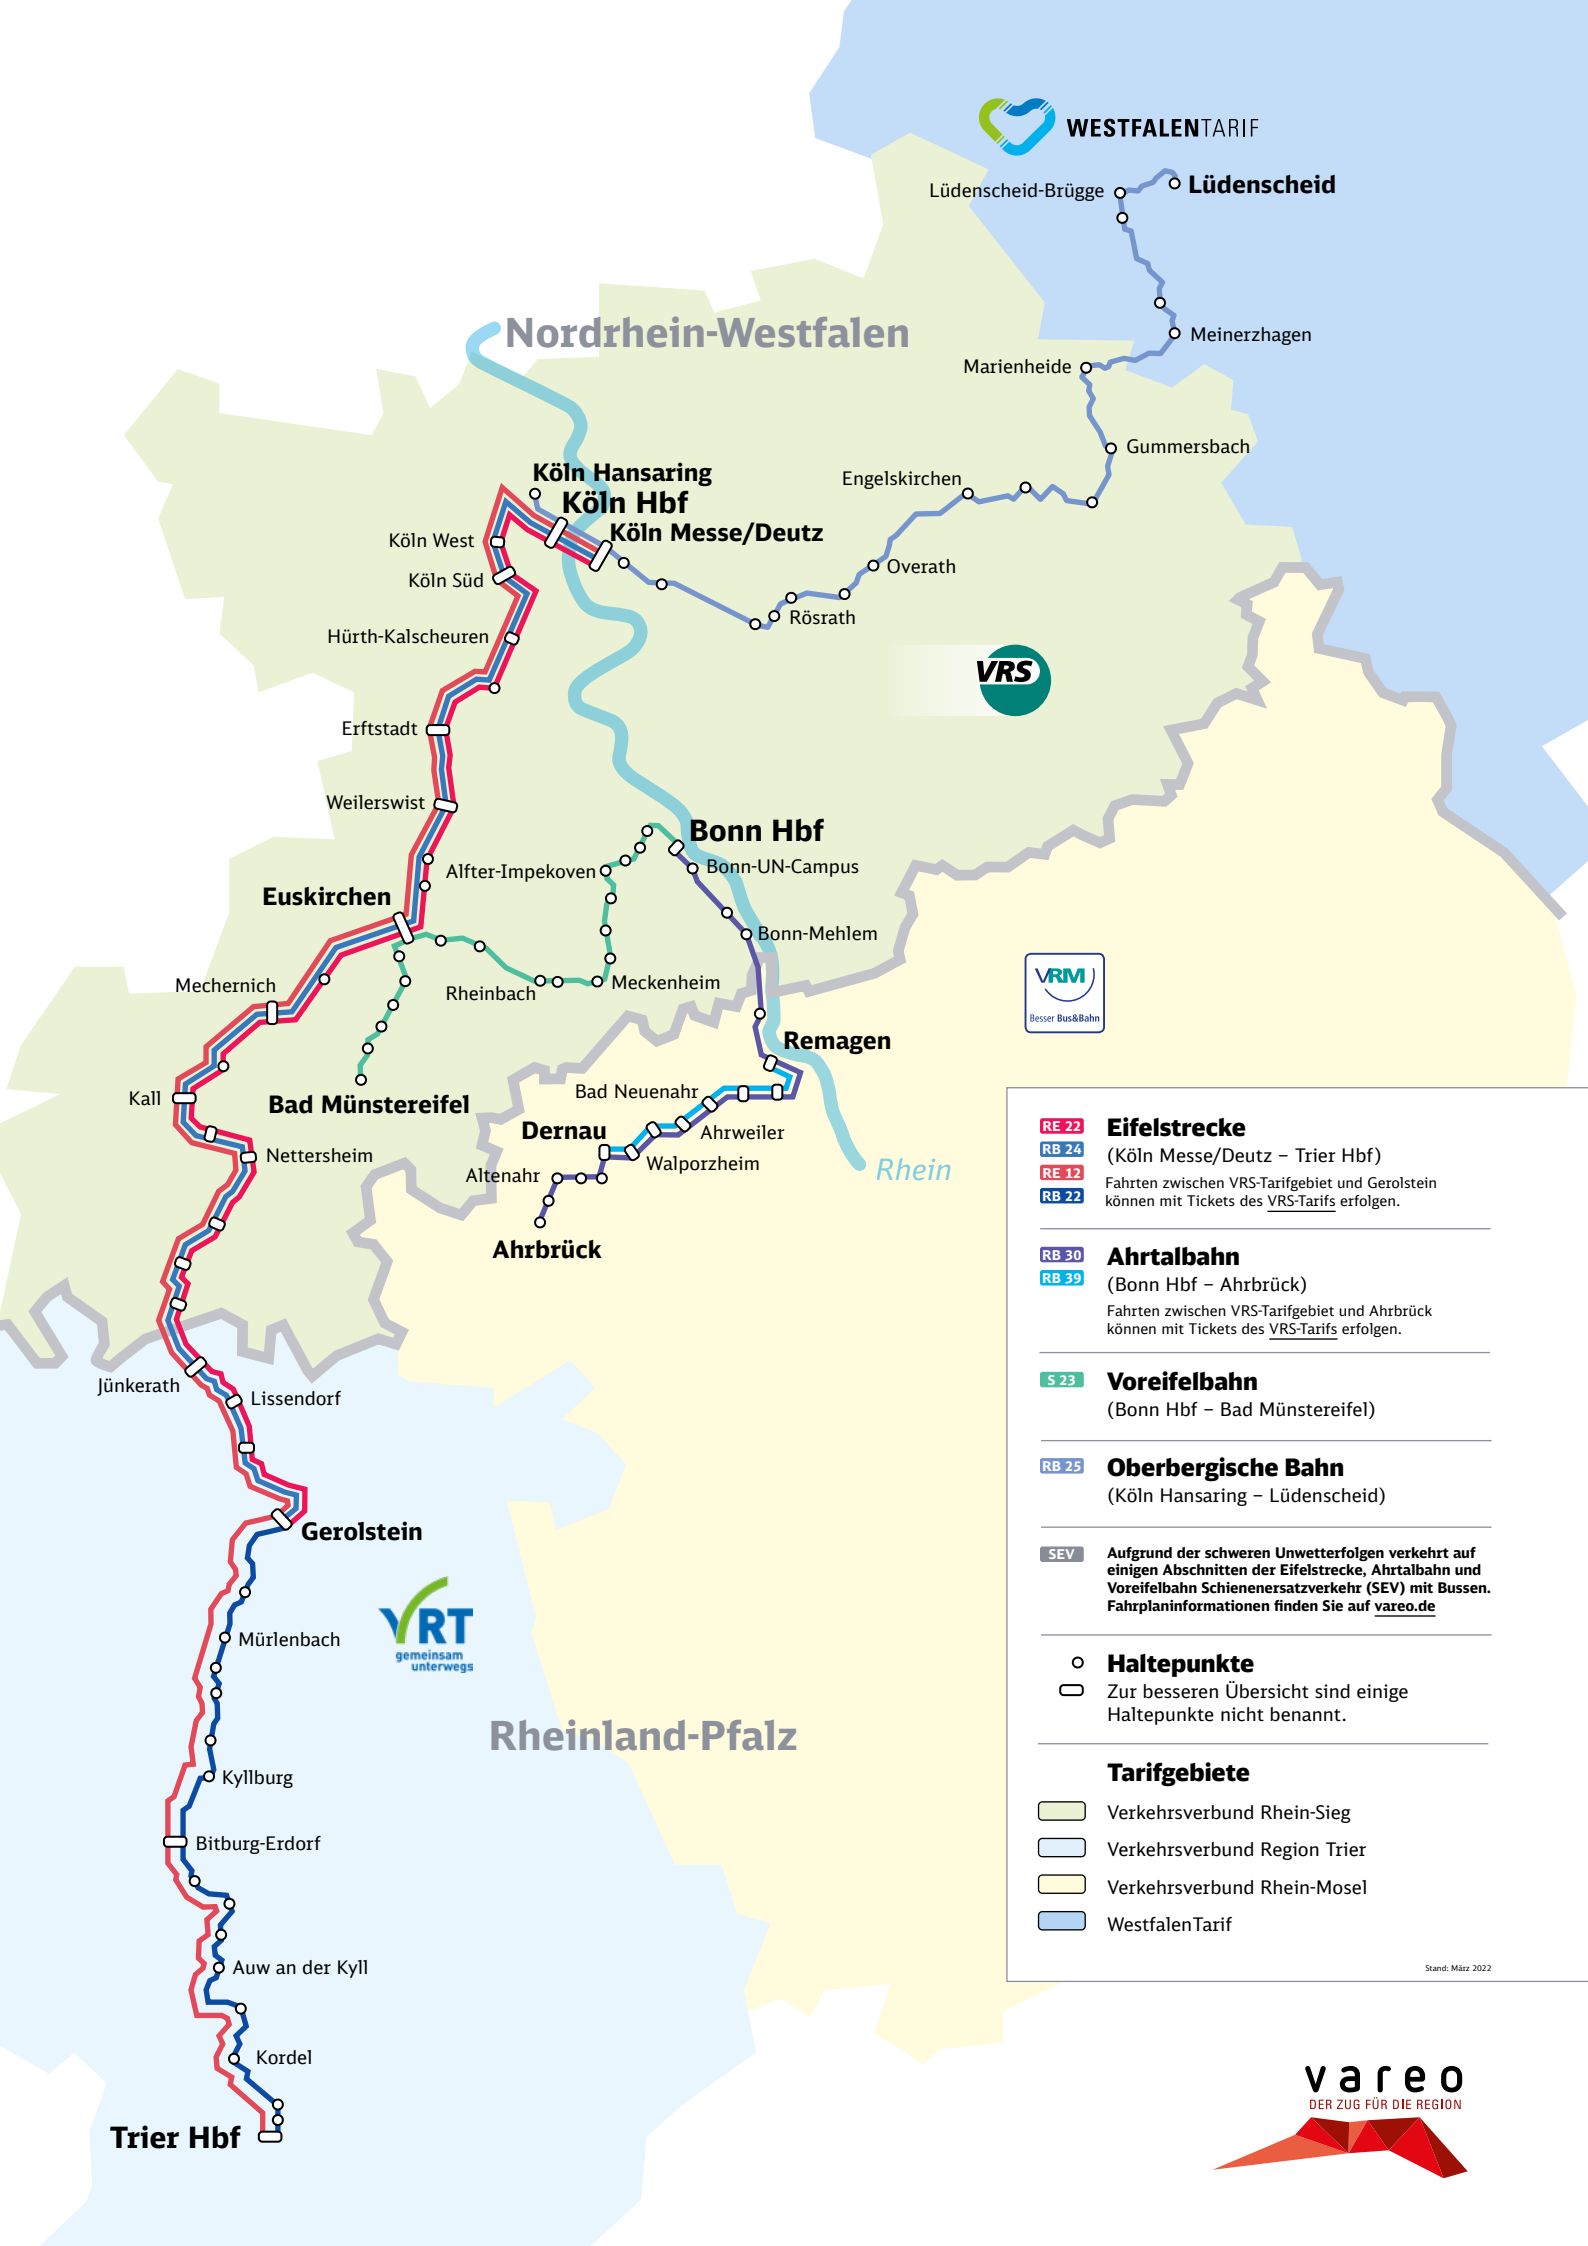 WESTFALENTARIF
Lüdenscheid-Brügge
Lüdenscheid
Nordrhein-Westfalen
Meinerzhagen
Marienheide
Gummersbach
Köln Hansaring
Engelskirchen
Köln Hbf
Köln Messe/Deutz
Köln West
Overath
Köln Süd
Rösrath
Hürth-Kalscheuren
VRS
Erftstadt
Weilerswist
Bonn Hbf
Bonn-UN-Campus
Alfter-Impekoven
Euskirchen
Bonn-Mehlem
Mechernich
Rheinbach
Meckenheim
VRM
Besser Bus&Bahn
Remagen
Kall
Bad Münstereifel
Bad Neuenahr
Dernau
Ahrweiler
Nettersheim
Walporzheim
Altenahr
Rhein
Ahrbrück
Jünkerath
Lissendorf
Gerolstein
VRT
gemeinsam
unterwegs
Mürlenbach
Rheinland-Pfalz
Kyllburg
Bitburg-Erdorf
Auw an der Kyll
Kordel
Trier Hbf
RE 22
Eifelstrecke
RB 24
(Köln Messe/Deutz – Trier Hbf)
RE 12
Fahrten zwischen VRS-Tarifgebiet und Gerolstein
RB 22
können mit Tickets des VRS-Tarifs erfolgen.
RB 30
Ahrtalbahn
RB 39
(Bonn Hbf – Ahrbrück)
Fahrten zwischen VRS-Tarifgebiet und Ahrbrück
können mit Tickets des VRS-Tarifs erfolgen.
S 23
Voreifelbahn
(Bonn Hbf – Bad Münstereifel)
RB 25
Oberbergische Bahn
(Köln Hansaring – Lüdenscheid)
SEV
Aufgrund der schweren Unwetterfolgen verkehrt auf
einigen Abschnitten der Eifelstrecke, Ahrtalbahn und
Voreifelbahn Schienenersatzverkehr (SEV) mit Bussen.
Fahrplaninformationen finden Sie auf vareo.de
Haltepunkte
Zur besseren Übersicht sind einige
Haltepunkte nicht benannt.
Tarifgebiete
Verkehrsverbund Rhein-Sieg
Verkehrsverbund Region Trier
Verkehrsverbund Rhein-Mosel
WestfalenTarif
Stand: März 2022
vareo
DER ZUG FÜR DIE REGION